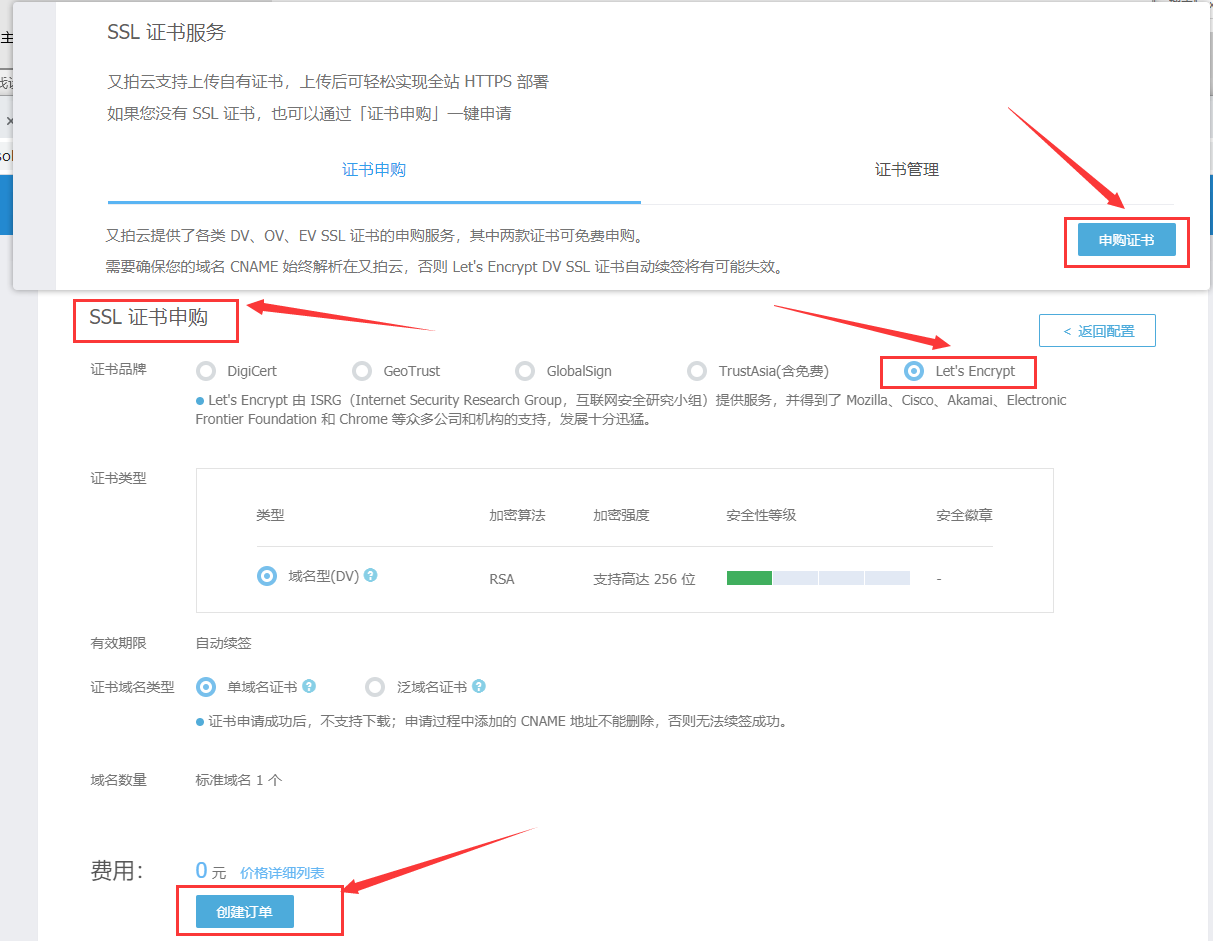 SSL 证书服务
又拍云支持上传自有证书，上传后可轻松实现全站 HTTPS 部署
如果您没有 SSL 证书，也可以通过「证书申购」一键申请
证书申购 证书管理
又拍云提供了各类 DV、OV、EV SSL 证书的申购服务，其中两款证书可免费申购。
申购证书
需要确保您的域名 CNAME 始终解析在又拍云，否则 Let's Encrypt DV SSL 证书自动续签将有可能失效。
SSL 证书申购
< 返回配置
证书品牌 DigiCert GeoTrust GlobalSign TrustAsia(含免费) Let's Encrypt
Let's Encrypt 由 ISRG（Internet Security Research Group，互联网安全研究小组）提供服务，并得到了 Mozilla、Cisco、Akamai、Electronic
Frontier Foundation 和 Chrome 等众多公司和机构的支持，发展十分迅猛。
证书类型
类型 加密算法 加密强度 安全性等级 安全徽章
域名型(DV) ? RSA 支持高达 256 位 -
有效期限 自动续签
证书域名类型 单域名证书 ? 泛域名证书 ?
证书申请成功后，不支持下载；申请过程中添加的 CNAME 地址不能删除，否则无法续签成功。
域名数量 标准域名 1 个
费用： 0 元 价格详细列表
创建订单